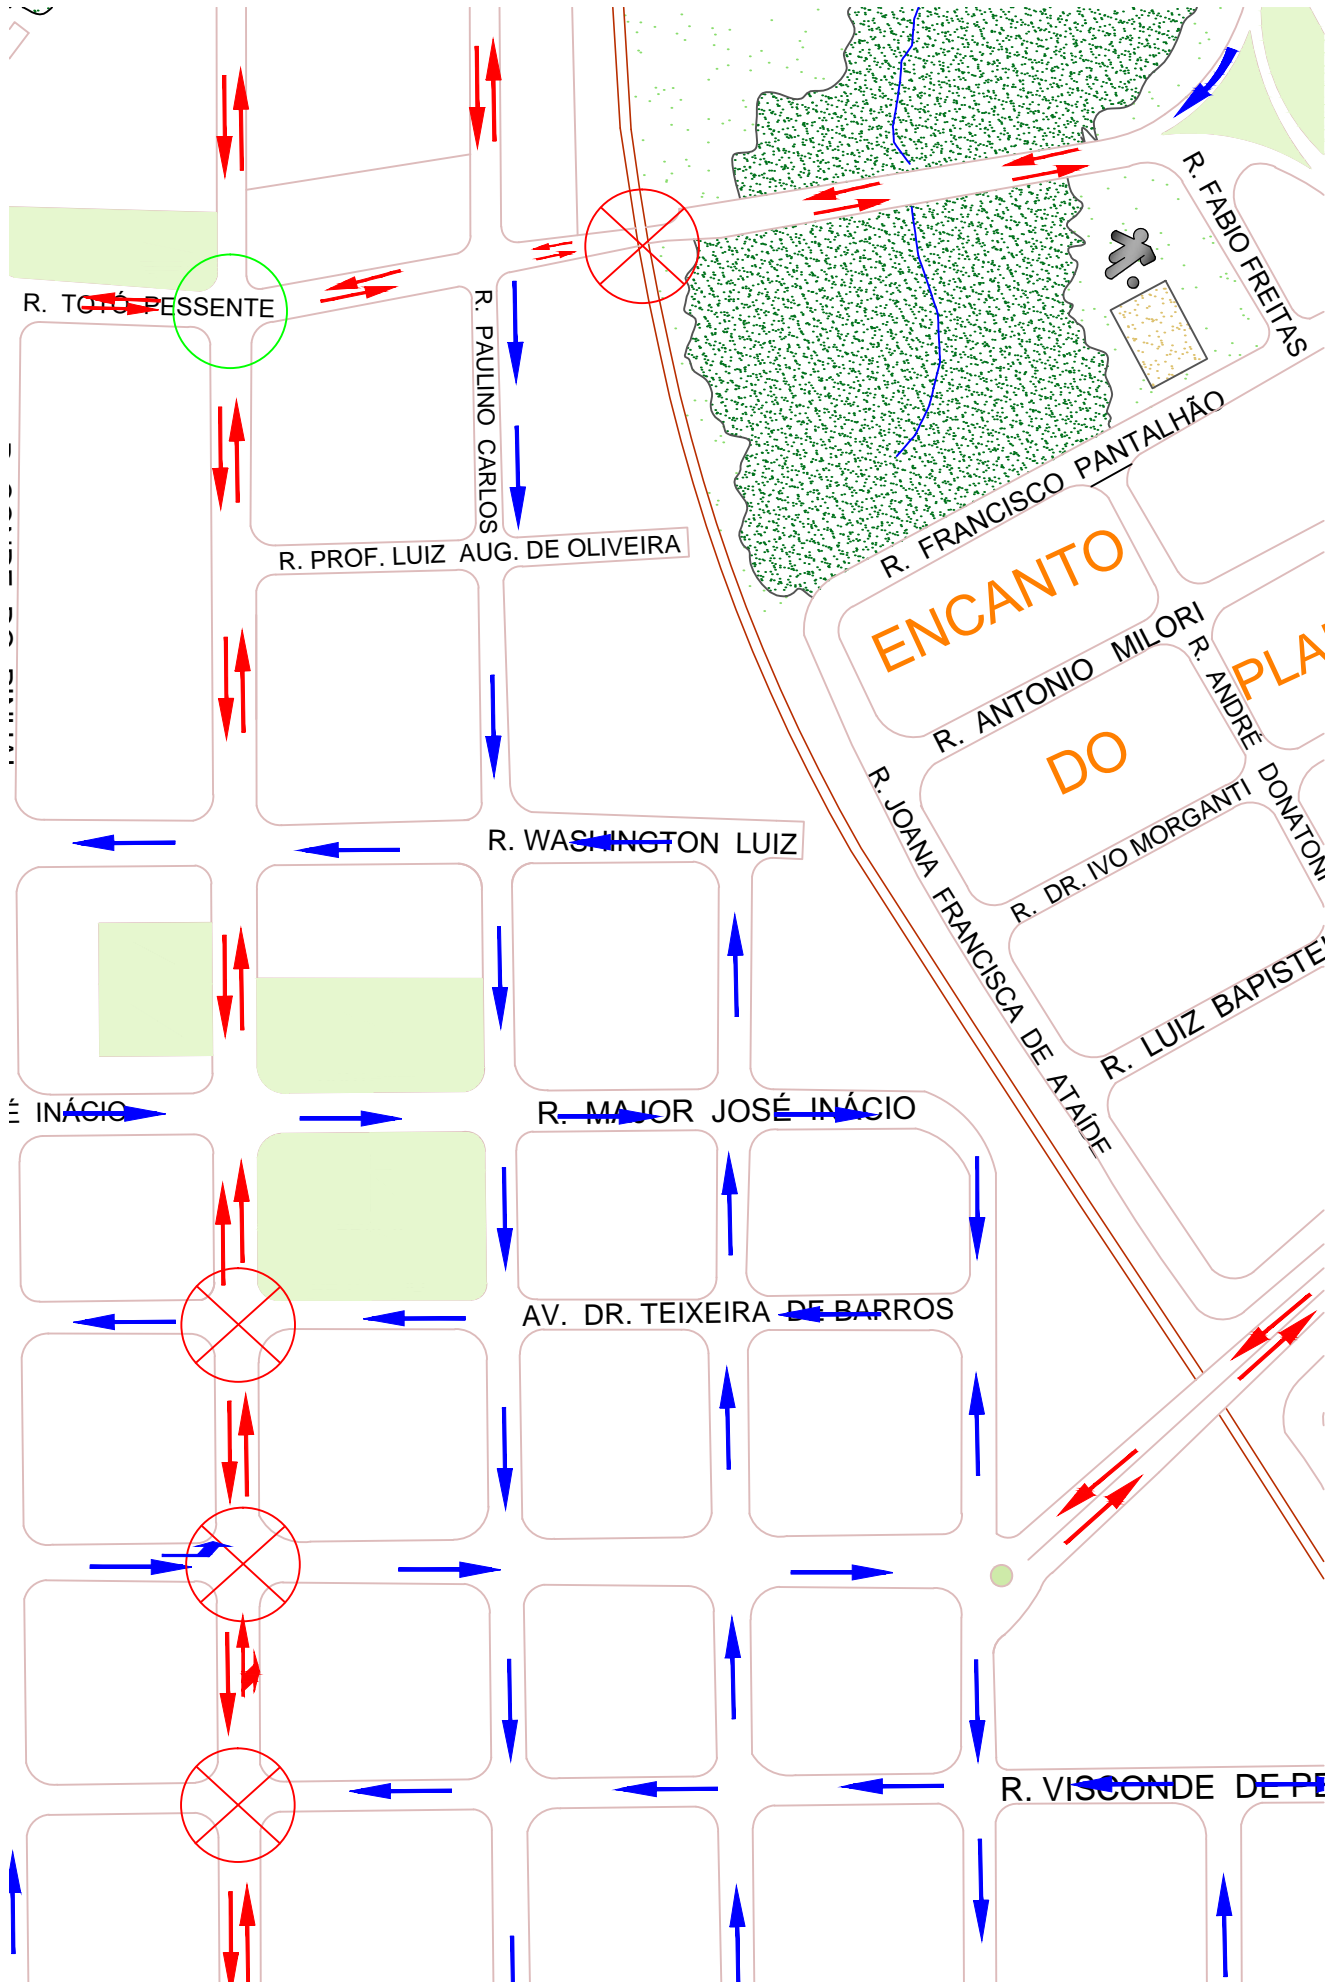 R. FABIO FREITAS
R. TOTÓ PESSENTE
R. PAULINO CARLOS
R. FRANCISCO PANTALHÃO
R. PROF. LUIZ AUG. DE OLIVEIRA
ENCANTO
R. ANTONIO MILORI
DO
R. ANDRÉ DONATONI
R. JOANA FRANCISCA DE ATAÍDE
R. DR. IVO MORGANTI
R. WASHINGTON LUIZ
R. LUIZ
É INÁCIO
R. MAJOR JOSÉ INÁCIO
AV. DR. TEIXEIRA DE BARROS
R. VISCONDE DE